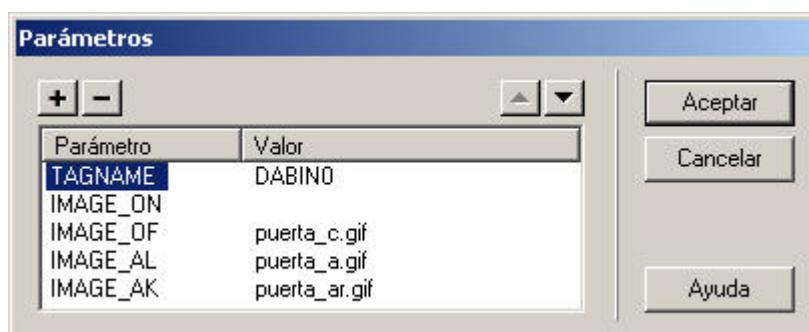 Parámetros
+ −
Aceptar
Parámetro Valor
Cancelar
TAGNAME DABIN0
IMAGE_ON
IMAGE_OF puerta_c.gif
IMAGE_AL puerta_a.gif
IMAGE_AK puerta_ar.gif
Ayuda